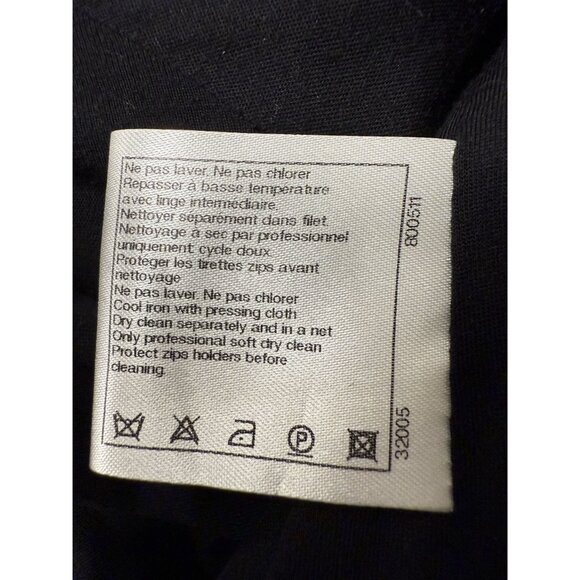 Ne pas laver. Ne pas chlorer
Repasser à basse température
avec linge intermédiaire.
Nettoyer séparément dans filet.
Nettoyage à sec par professionnel
uniquement: cycle doux.
Proteger les tirettes zips avant
nettoyage
Ne pas laver. Ne pas chlorer
Cool iron with pressing cloth
Dry clean separately and in a net
Only professional soft dry clean
Protect zips holders before
cleaning.
P
800511
32005